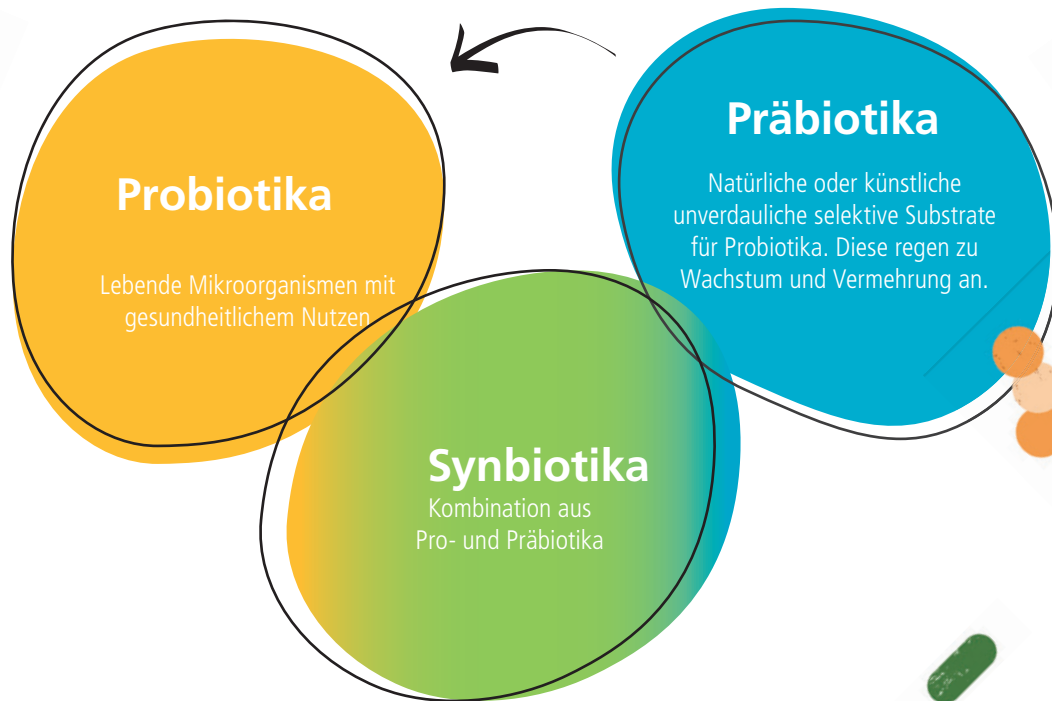 Probiotika
Lebende Mikroorganismen mit
gesundheitlichem Nutzen
Präbiotika
Natürliche oder künstliche
unverdauliche selektive Substrate
für Probiotika. Diese regen zu
Wachstum und Vermehrung an.
Synbiotika
Kombination aus
Pro- und Präbiotika